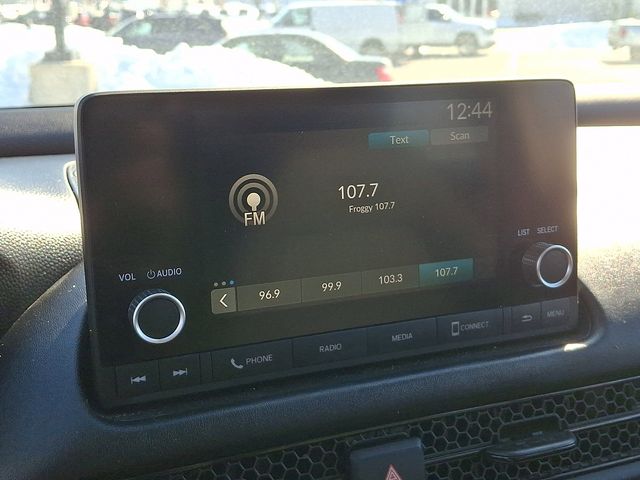 12:44
Text Scan
FM
107.7
Froggy 107.7
VOL AUDIO
LIST SELECT
96.9 99.9 103.3 107.7
PHONE RADIO MEDIA CONNECT MENU